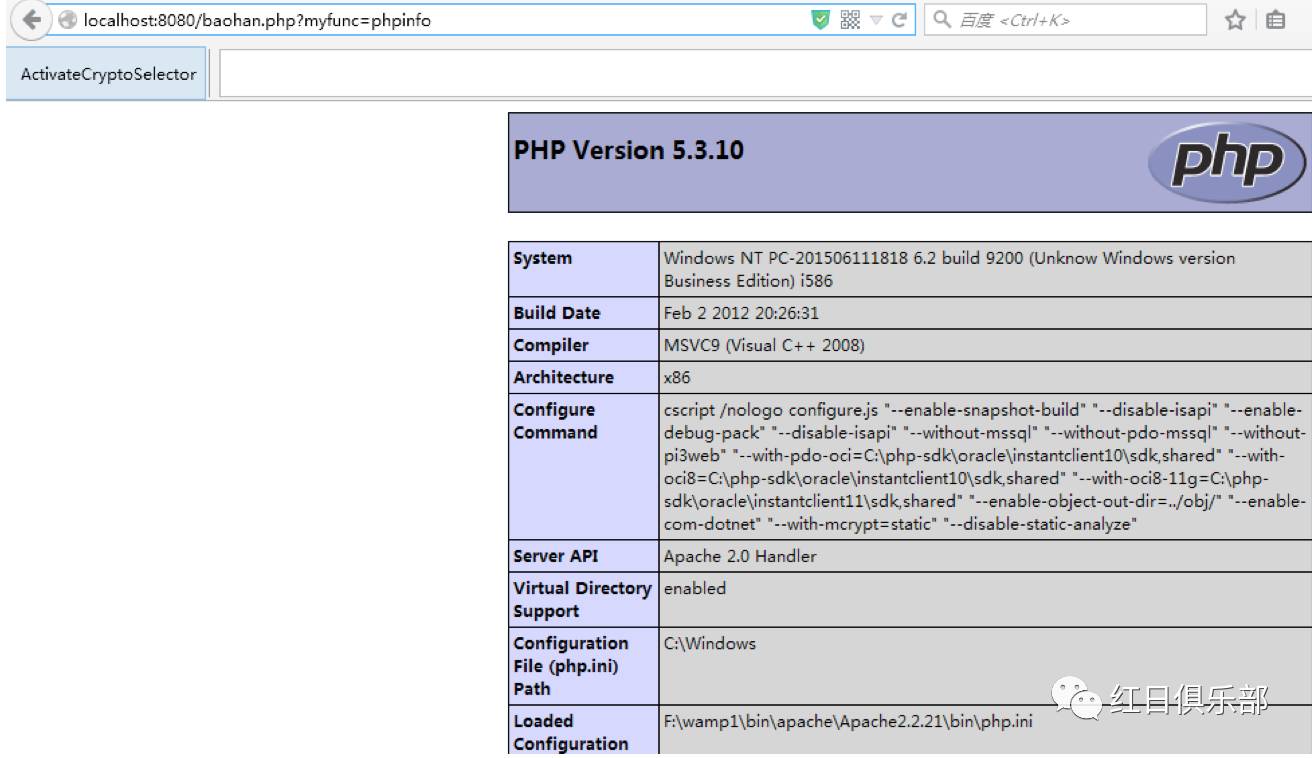 localhost:8080/baohan.php?myfunc=phpinfo
百度 <Ctrl+K>
ActivateCryptoSelector
PHP Version 5.3.10
php
System
Windows NT PC-201506111818 6.2 build 9200 (Unknow Windows version
Business Edition) i586
Build Date
Feb 2 2012 20:26:31
Compiler
MSVC9 (Visual C++ 2008)
Architecture
x86
Configure
Command
cscript /nologo configure.js "--enable-snapshot-build" "--disable-isapi" "--enable-
debug-pack" "--disable-isapi" "--without-mssql" "--without-pdo-mssql" "--without-
pi3web" "--with-pdo-oci=C:\php-sdk\oracle\instantclient10\sdk,shared" "--with-
oci8=C:\php-sdk\oracle\instantclient10\sdk,shared" "--with-oci8-11g=C:\php-
sdk\oracle\instantclient11\sdk,shared" "--enable-object-out-dir=../obj/" "--enable-
com-dotnet" "--with-mcrypt=static" "--disable-static-analyze"
Server API
Apache 2.0 Handler
Virtual Directory
Support
enabled
Configuration
File (php.ini)
Path
C:\Windows
红日俱乐部
Loaded
Configuration
F:\wamp1\bin\apache\Apache2.2.21\bin\php.ini